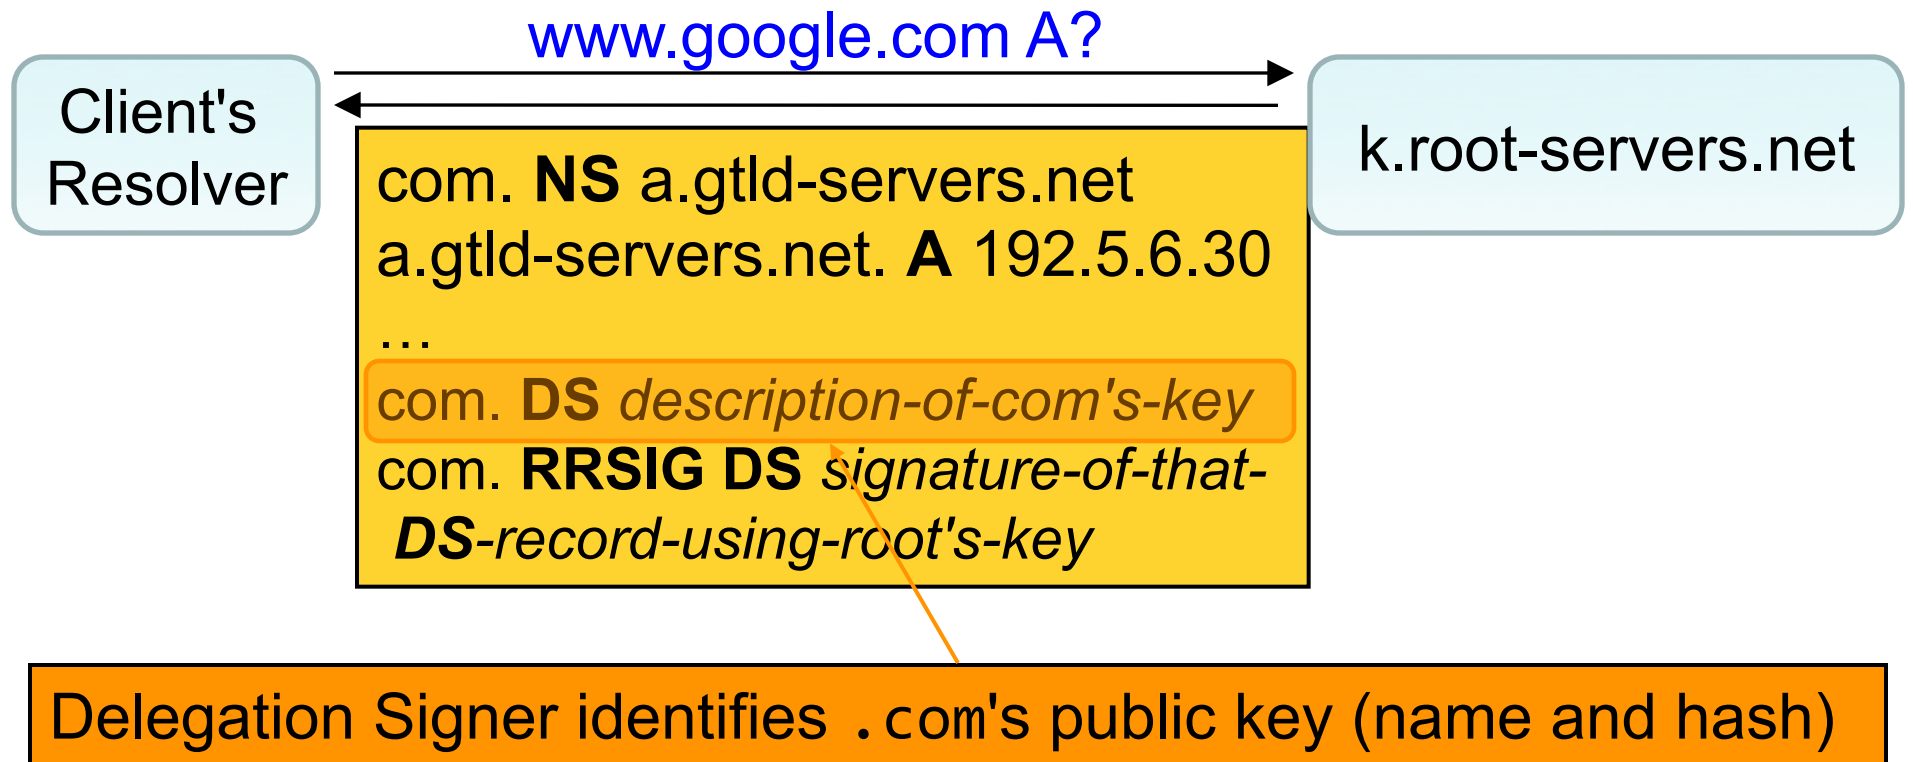 www.google.com A?
Client's
Resolver
k.root-servers.net
com. NS a.gtld-servers.net
a.gtld-servers.net. A 192.5.6.30
…
com. DS description-of-com's-key
com. RRSIG DS signature-of-that-
DS-record-using-root's-key
Delegation Signer identifies .com's public key (name and hash)